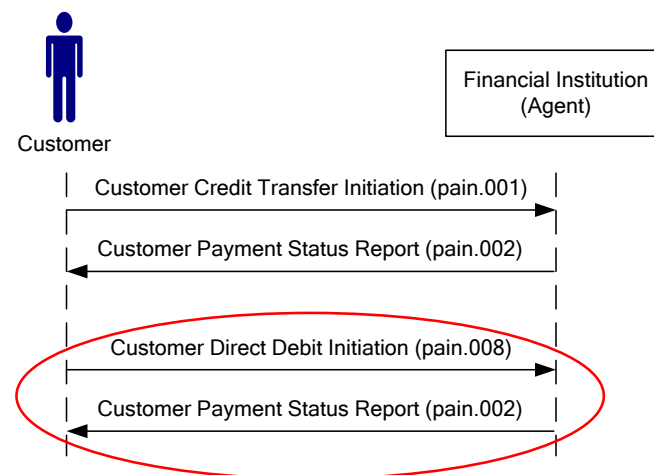 Customer
Financial Institution
(Agent)
Customer Credit Transfer Initiation (pain.001)
Customer Payment Status Report (pain.002)
Customer Direct Debit Initiation (pain.008)
Customer Payment Status Report (pain.002)